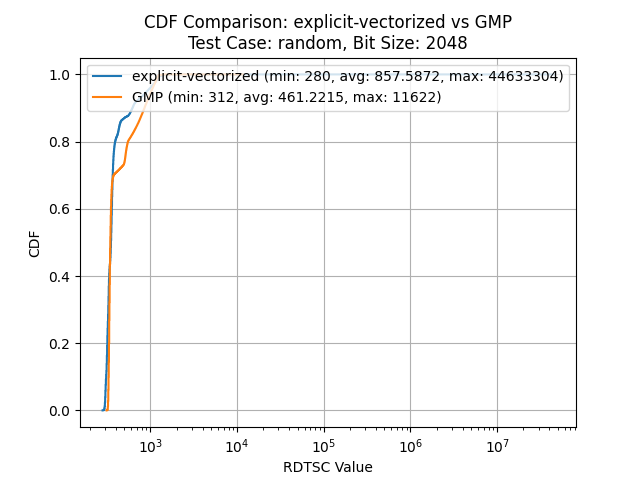 CDF Comparison: explicit-vectorized vs GMP
Test Case: random, Bit Size: 2048
explicit-vectorized (min: 280, avg: 857.5872, max: 44633304)
GMP (min: 312, avg: 461.2215, max: 11622)
1.0
0.8
0.6
0.4
0.2
0.0
CDF
10³ 10⁴ 10⁵ 10⁶ 10⁷
RDTSC Value